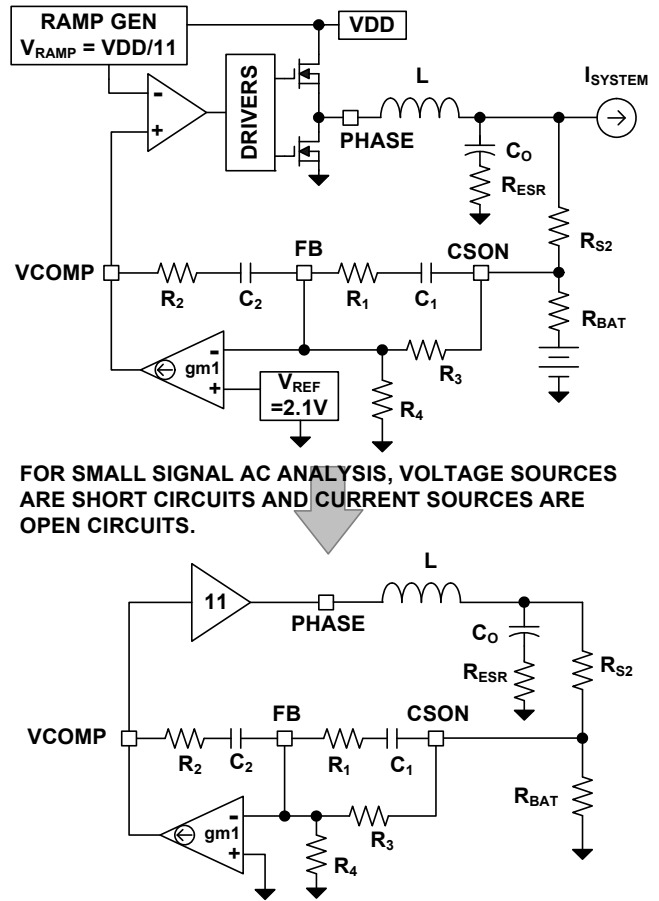 RAMP GEN
VRAMP = VDD/11
VDD
DRIVERS
L
ISYSTEM
PHASE
CO
RESR
RS2
VCOMP
FB
CSON
R2
C2
R1
C1
RBAT
R3
gm1
VREF
=2.1V
R4
-
+
-
+
FOR SMALL SIGNAL AC ANALYSIS, VOLTAGE SOURCES
ARE SHORT CIRCUITS AND CURRENT SOURCES ARE
OPEN CIRCUITS.
11
L
PHASE
CO
RESR
RS2
VCOMP
FB
CSON
R2
C2
R1
C1
RBAT
R3
gm1
R4
-
+